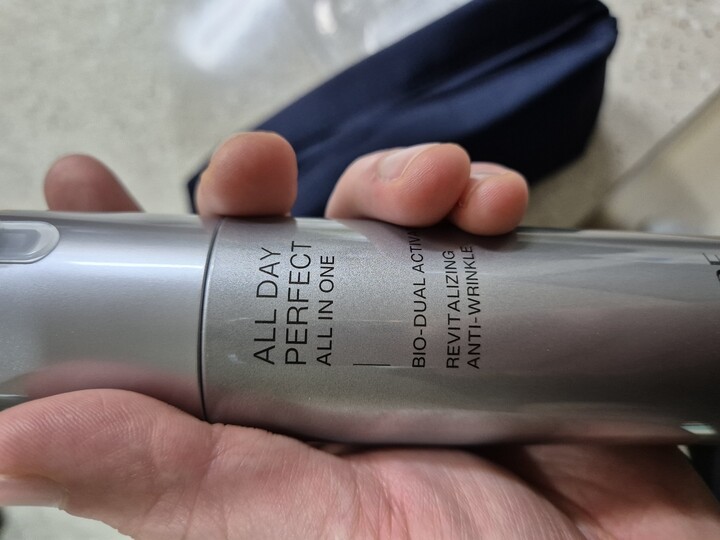 ALL DAY
PERFECT
ALL IN ONE
BIO-DUAL
REVITALIZING
ANTI-WRINKLE